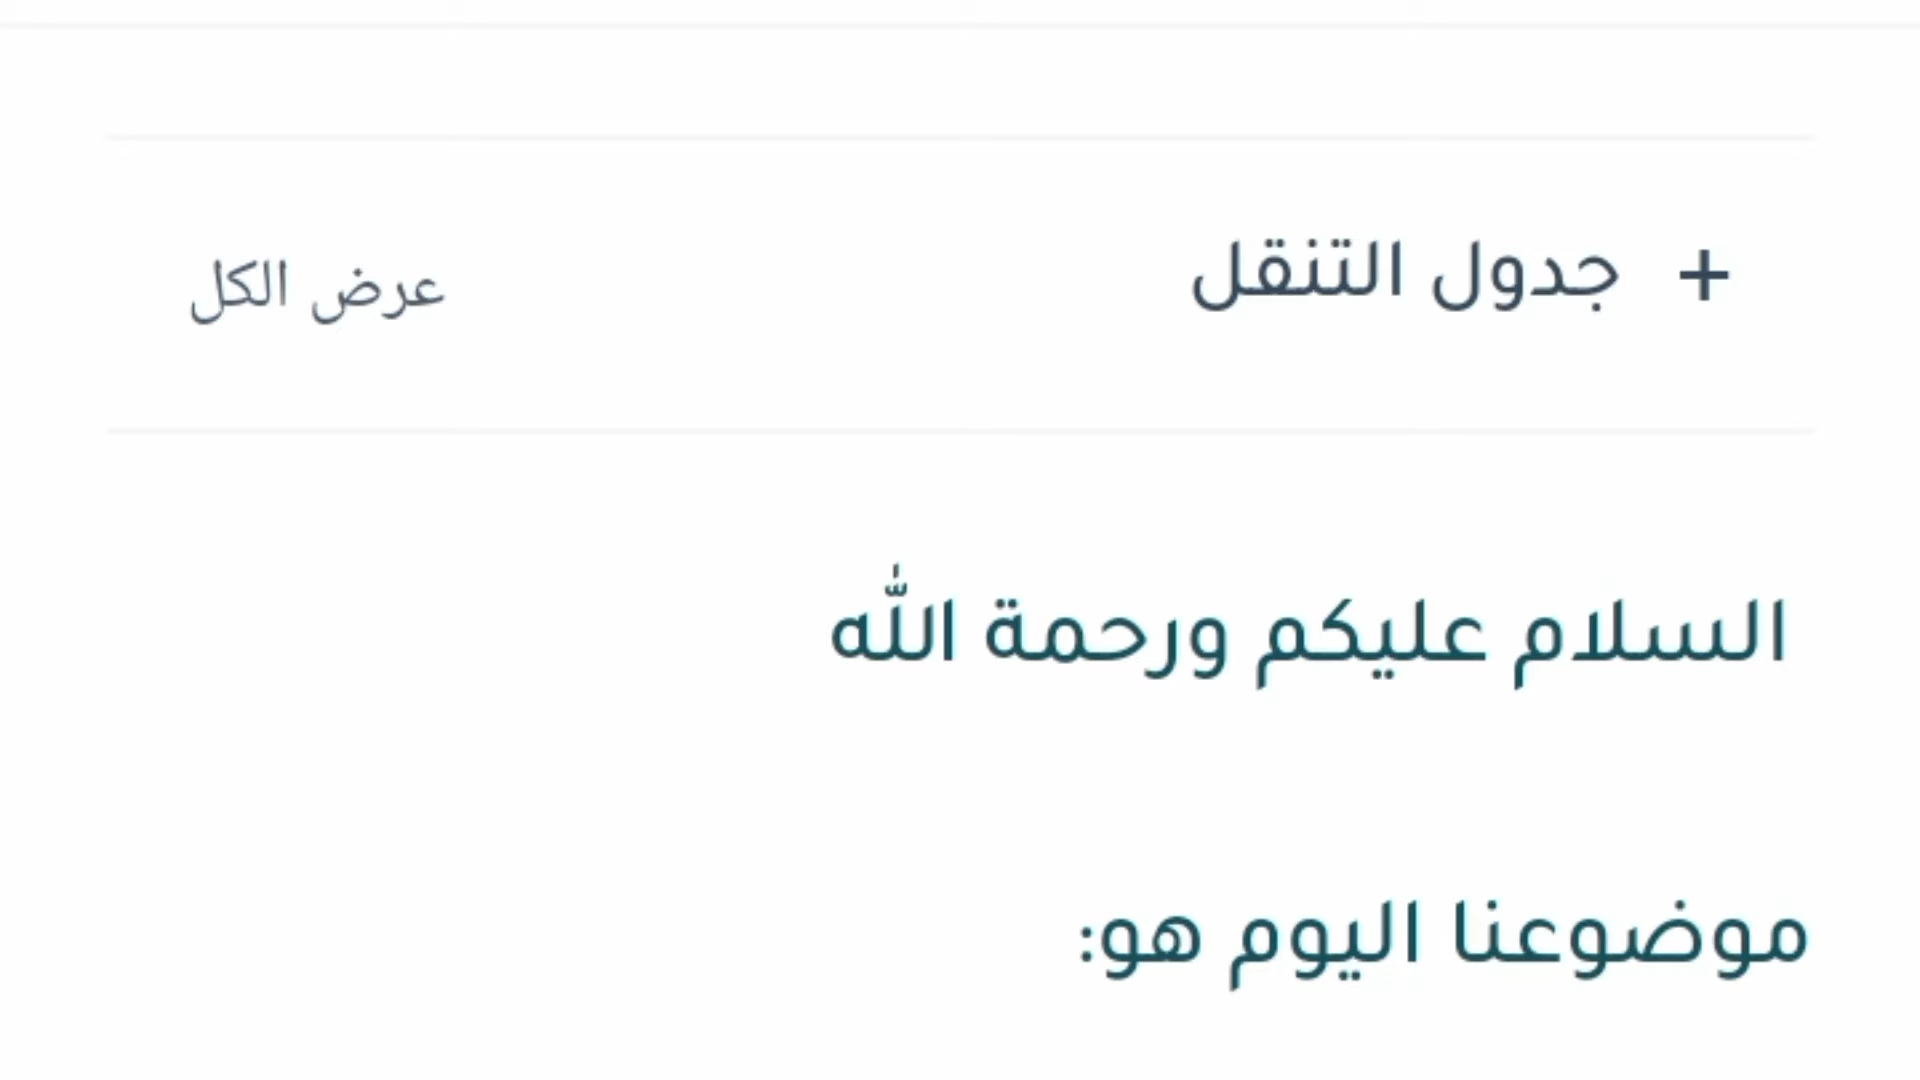 + جدول التنقل عرض الكل
السلام عليكم ورحمة الله
موضوعنا اليوم هو: